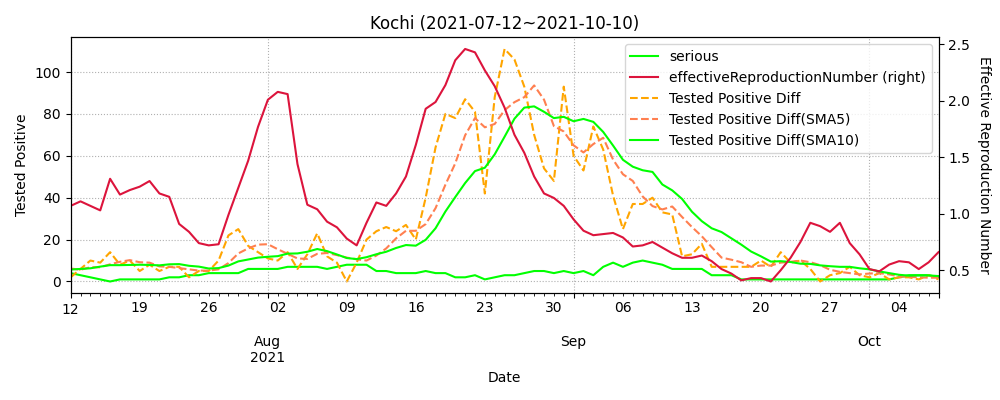 Kochi (2021-07-12~2021-10-10)
Tested Positive
100
80
60
40
20
0
2.5
2.0
1.5
1.0
0.5
Effective Reproduction Number
serious
effectiveReproductionNumber (right)
Tested Positive Diff
Tested Positive Diff(SMA5)
Tested Positive Diff(SMA10)
12 19 26 02 09 16 23 30 06 13 20 27 04
Aug Sep Oct
2021
Date